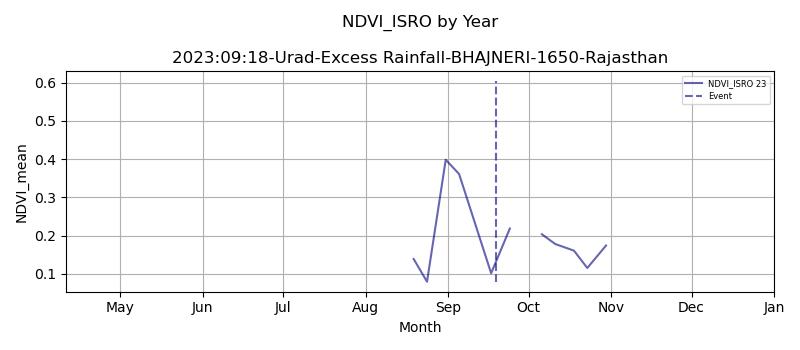 NDVI_ISRO by Year
2023:09:18-Urad-Excess Rainfall-BHAJNERI-1650-Rajasthan
0.6
0.5
0.4
0.3
0.2
0.1
NDVI_mean
NDVI_ISRO 23
Event
May Jun Jul Aug Sep Oct Nov Dec Jan
Month